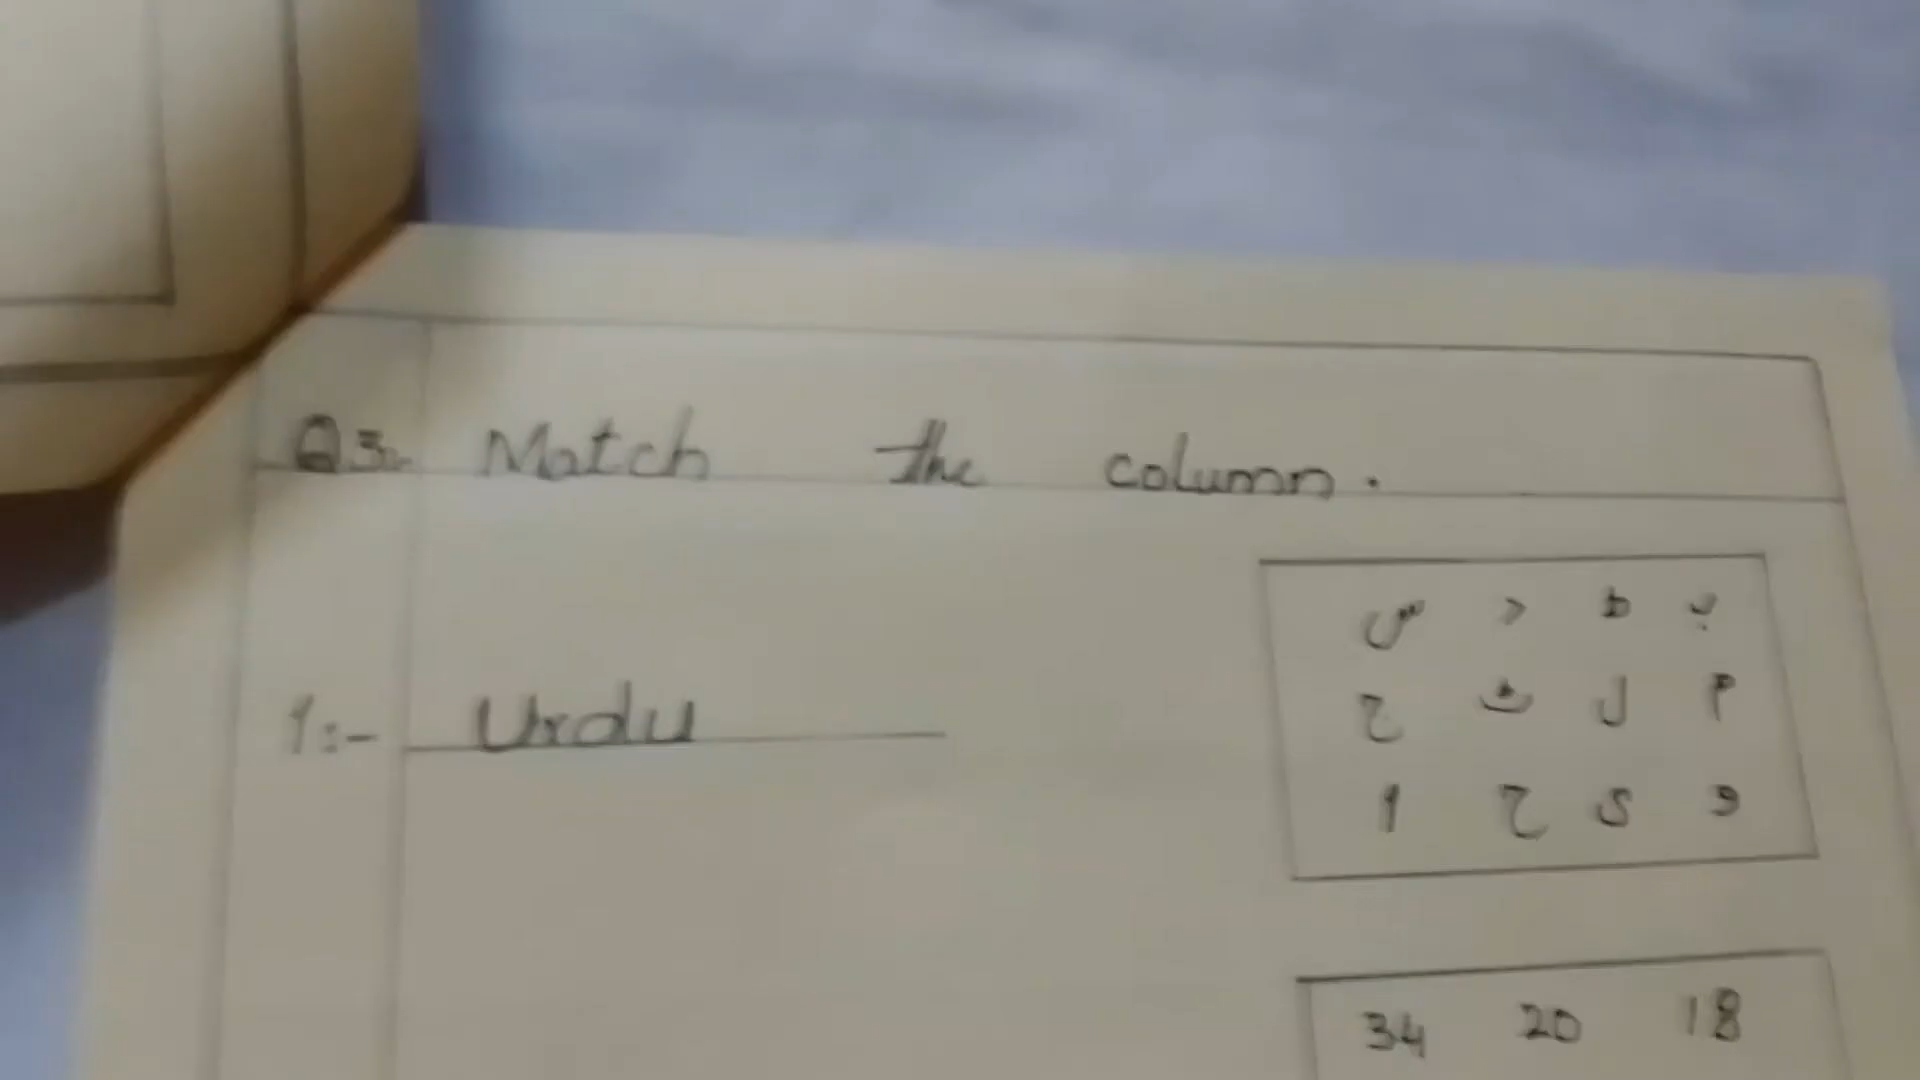 Q3:- Match the column.
س د ط ب
1:- Urdu
ح ث ل م
ا ح ی و
34 20 18